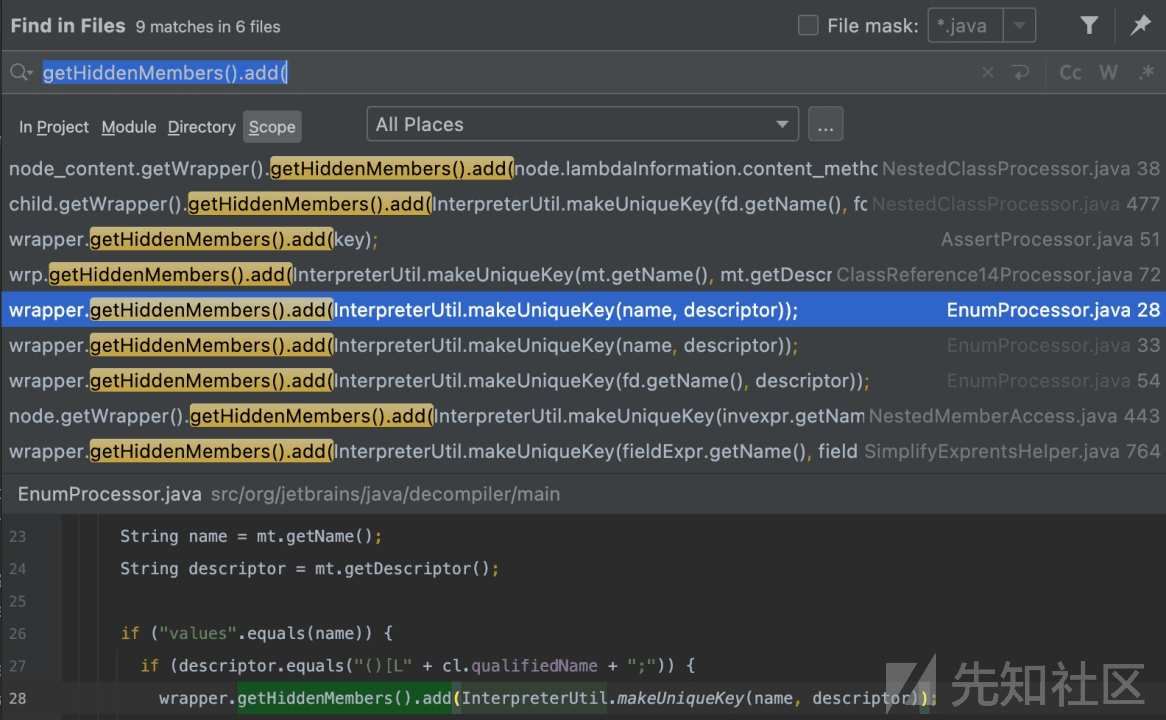 Find in Files 9 matches in 6 files File mask: *.java
getHiddenMembers().add( Cc W .*
In Project Module Directory Scope All Places ...
node_content.getWrapper().getHiddenMembers().add(node.lambdaInformation.content_methc NestedClassProcessor.java 38
child.getWrapper().getHiddenMembers().add(InterpreterUtil.makeUniqueKey(fd.getName(), fc NestedClassProcessor.java 477
wrapper.getHiddenMembers().add(key); AssertProcessor.java 51
wrp.getHiddenMembers().add(InterpreterUtil.makeUniqueKey(mt.getName(), mt.getDescr ClassReference14Processor.java 72
wrapper.getHiddenMembers().add(InterpreterUtil.makeUniqueKey(name, descriptor)); EnumProcessor.java 28
wrapper.getHiddenMembers().add(InterpreterUtil.makeUniqueKey(name, descriptor)); EnumProcessor.java 33
wrapper.getHiddenMembers().add(InterpreterUtil.makeUniqueKey(fd.getName(), descriptor)); EnumProcessor.java 54
node.getWrapper().getHiddenMembers().add(InterpreterUtil.makeUniqueKey(invexpr.getNam NestedMemberAccess.java 443
wrapper.getHiddenMembers().add(InterpreterUtil.makeUniqueKey(fieldExpr.getName(), field SimplifyExprentsHelper.java 764
EnumProcessor.java src/org/jetbrains/java/decompiler/main
23 String name = mt.getName();
24 String descriptor = mt.getDescriptor();
25
26 if ("values".equals(name)) {
27 if (descriptor.equals("()[L" + cl.qualifiedName + ";")) {
28 wrapper.getHiddenMembers().add(InterpreterUtil.makeUniqueKey(name, descriptor));
先知社区